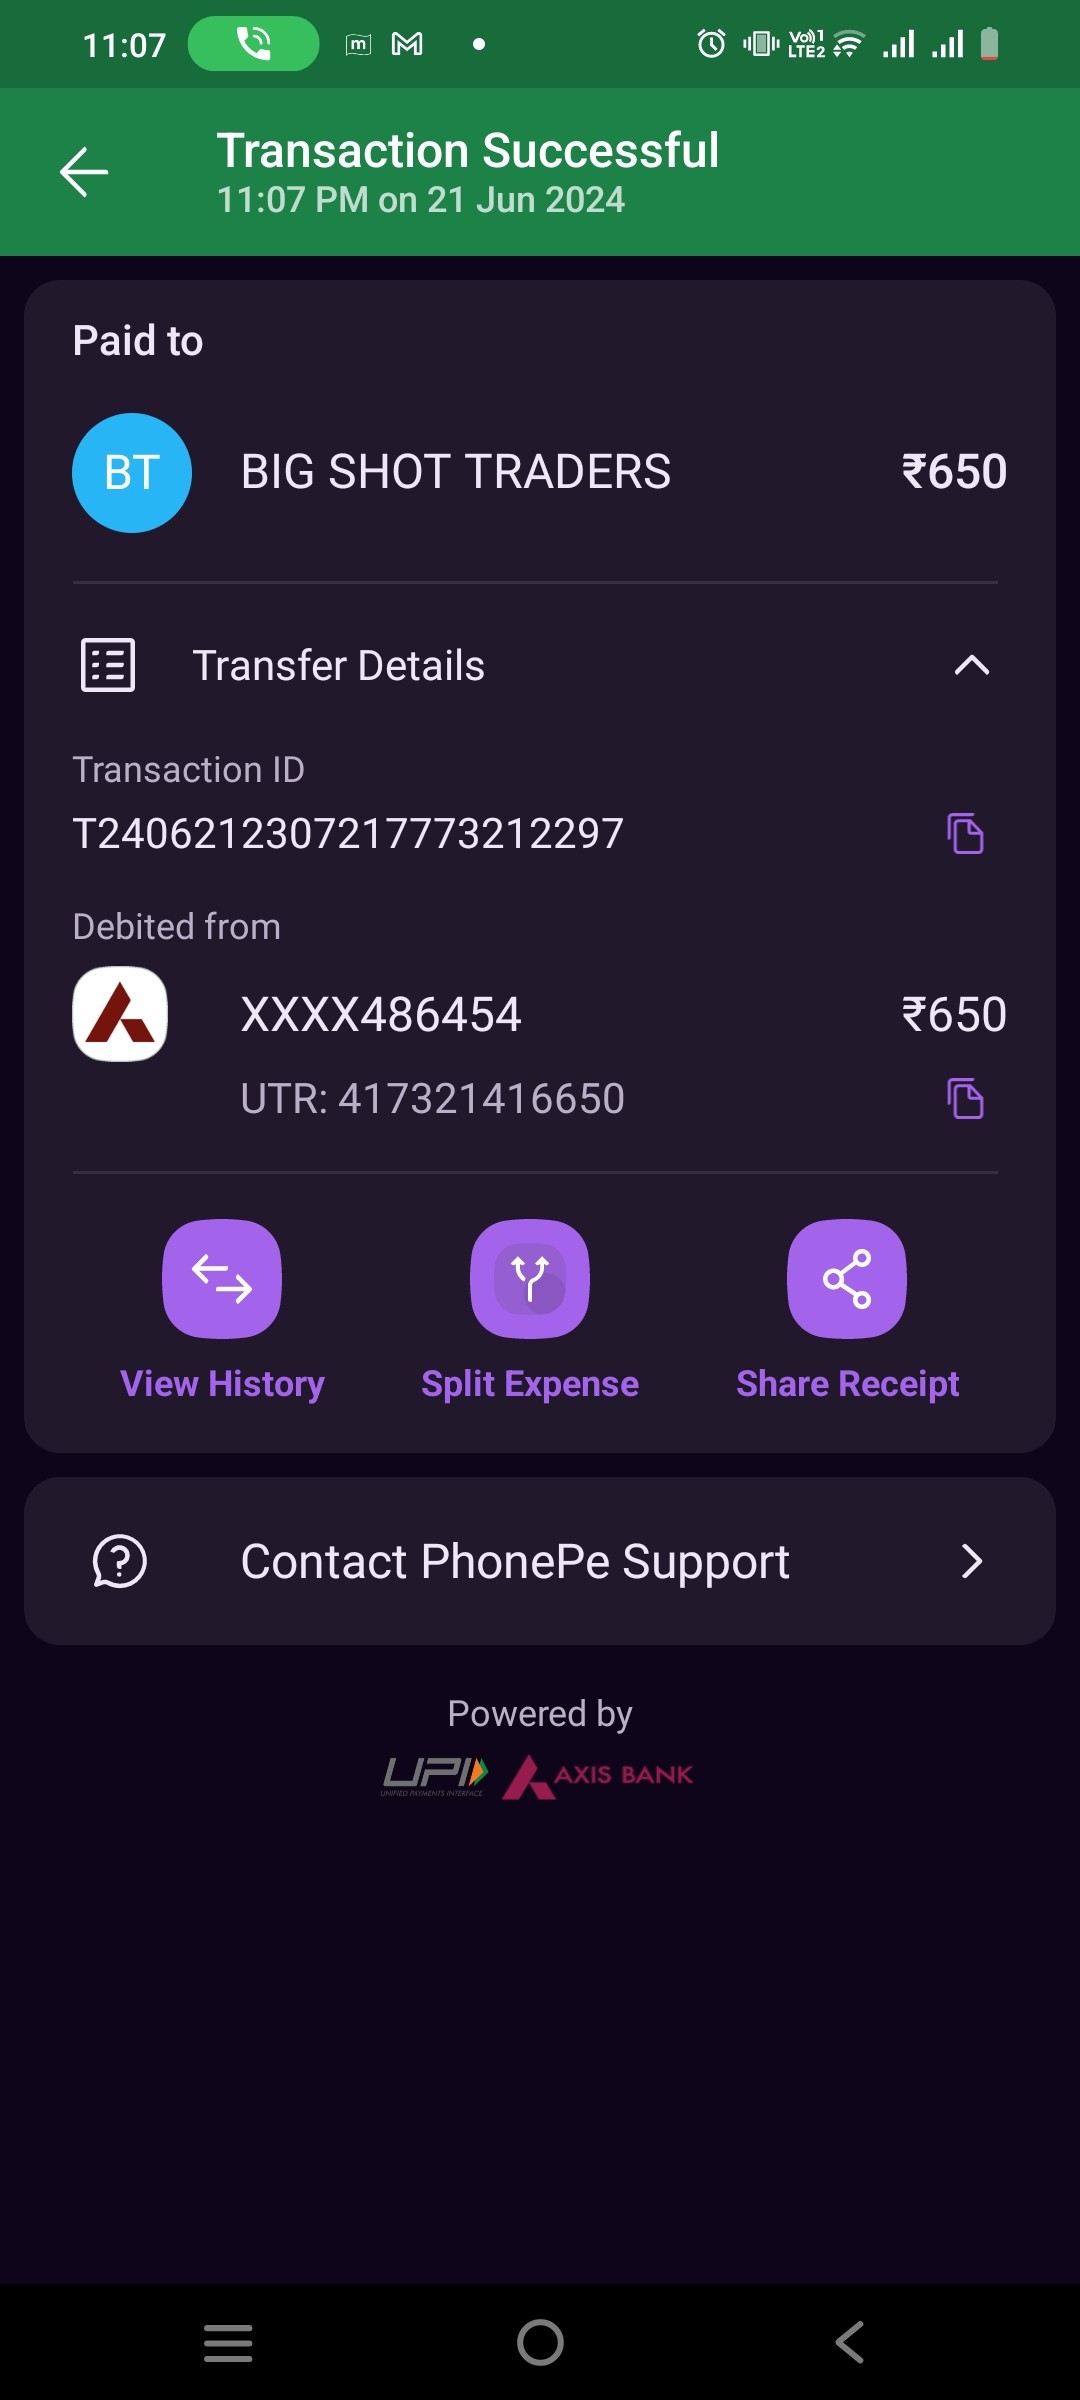 11:07
m
Vo))1
LTE2
Transaction Successful
11:07 PM on 21 Jun 2024
Paid to
BT
BIG SHOT TRADERS
₹650
Transfer Details
Transaction ID
T2406212307217773212297
Debited from
XXXX486454
₹650
UTR: 417321416650
View History
Split Expense
Share Receipt
Contact PhonePe Support
Powered by
UPI
UNIFIED PAYMENTS INTERFACE
AXIS BANK